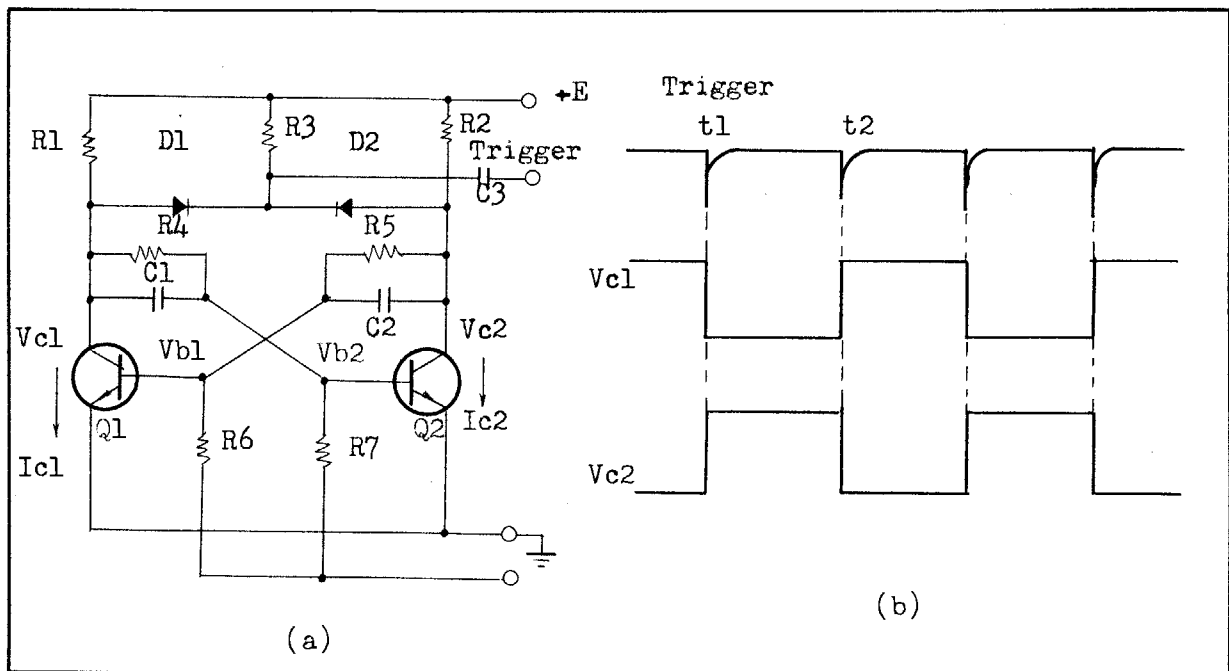 Trigger
+E
R1
D1
R3
D2
R2
t1
t2
Trigger
C3
R4
R5
C1
C2
Vc1
Vb1
Vb2
Vc2
Vc1
Q1
R6
R7
Q2
Ic2
Ic1
Vc2
(a)
(b)